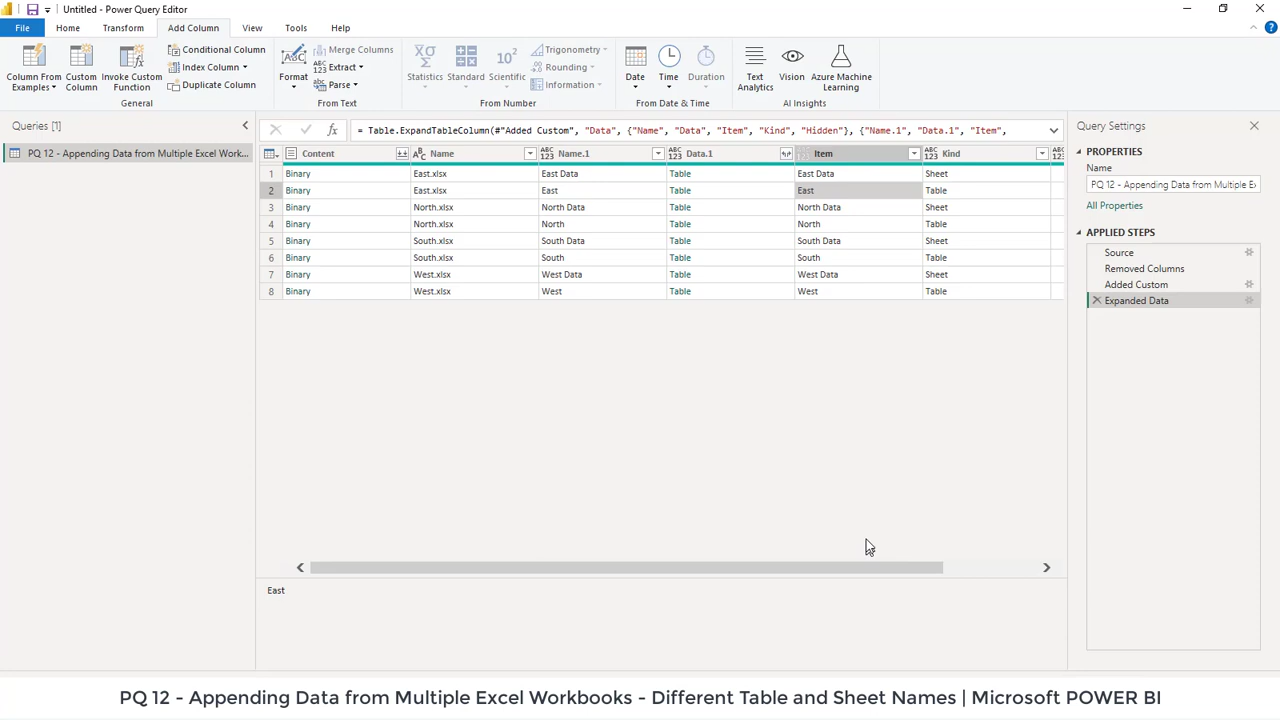 Untitled - Power Query Editor
File Home Transform Add Column View Tools Help
Column From Examples
Custom Column
Invoke Custom Function
Conditional Column
Index Column
Duplicate Column
General
Format
Merge Columns
Extract
Parse
From Text
Statistics
Standard
Scientific
Trigonometry
Rounding
Information
From Number
Date
Time
Duration
From Date & Time
Text Analytics
Vision
Azure Machine Learning
AI Insights
Queries [1]
PQ 12 - Appending Data from Multiple Excel Work...
= Table.ExpandTableColumn(#"Added Custom", "Data", {"Name", "Data", "Item", "Kind", "Hidden"}, {"Name.1", "Data.1", "Item",
Content Name Name.1 Data.1 Item Kind
1 Binary East.xlsx East Data Table East Data Sheet
2 Binary East.xlsx East Table East Table
3 Binary North.xlsx North Data Table North Data Sheet
4 Binary North.xlsx North Table North Table
5 Binary South.xlsx South Data Table South Data Sheet
6 Binary South.xlsx South Table South Table
7 Binary West.xlsx West Data Table West Data Sheet
8 Binary West.xlsx West Table West Table
East
Query Settings
PROPERTIES
Name
PQ 12 - Appending Data from Multiple
All Properties
APPLIED STEPS
Source
Removed Columns
Added Custom
Expanded Data
PQ 12 - Appending Data from Multiple Excel Workbooks - Different Table and Sheet Names | Microsoft POWER BI